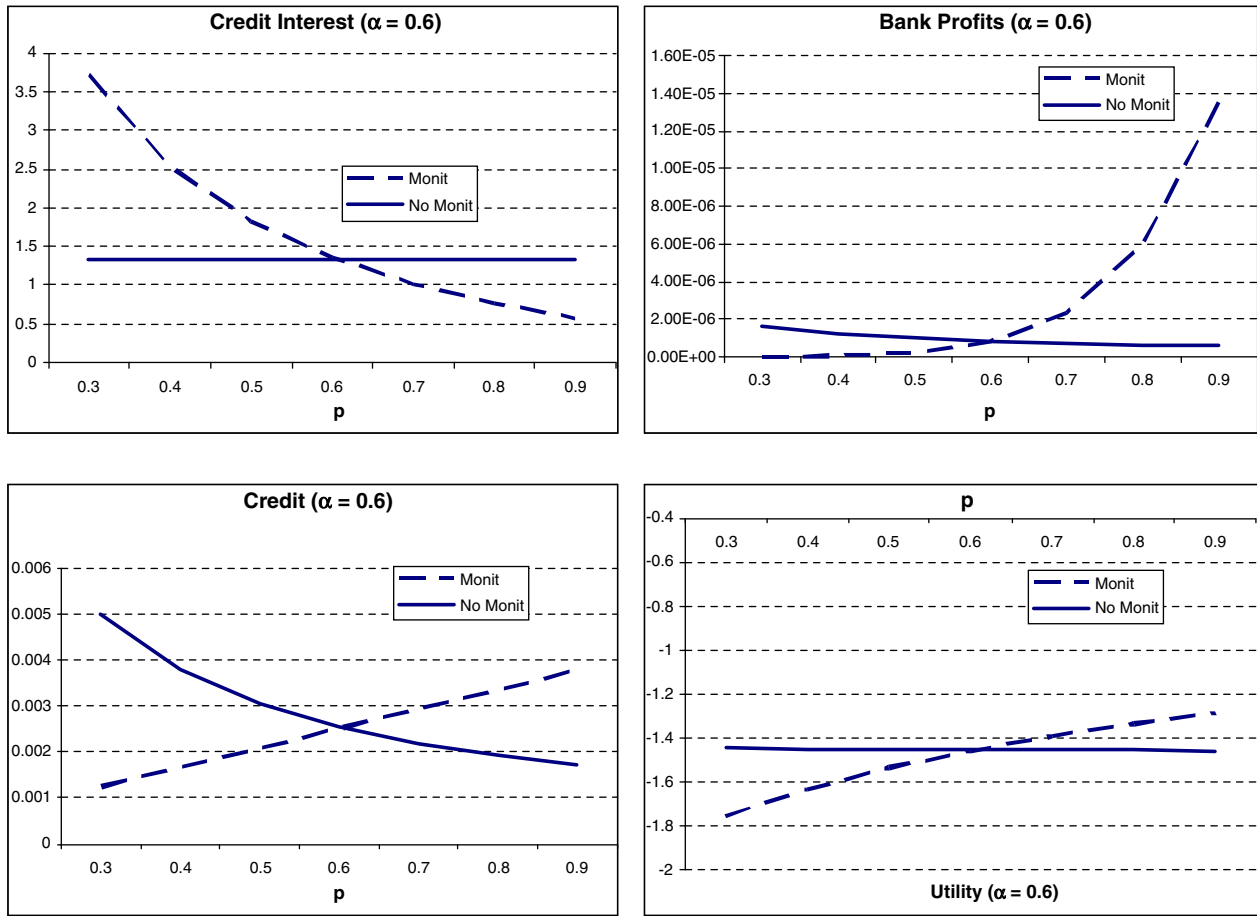 Credit Interest (α = 0.6)
4
3.5
3
2.5
2
1.5
1
0.5
0
Monit
No Monit
0.3 0.4 0.5 0.6 0.7 0.8 0.9
p
Bank Profits (α = 0.6)
1.60E-05
1.40E-05
1.20E-05
1.00E-05
8.00E-06
6.00E-06
4.00E-06
2.00E-06
0.00E+00
Monit
No Monit
0.3 0.4 0.5 0.6 0.7 0.8 0.9
p
Credit (α = 0.6)
0.006
0.005
0.004
0.003
0.002
0.001
0
Monit
No Monit
0.3 0.4 0.5 0.6 0.7 0.8 0.9
p
p
-0.4
0.3 0.4 0.5 0.6 0.7 0.8 0.9
-0.6
-0.8
-1
-1.2
-1.4
-1.6
-1.8
-2
Monit
No Monit
Utility (α = 0.6)